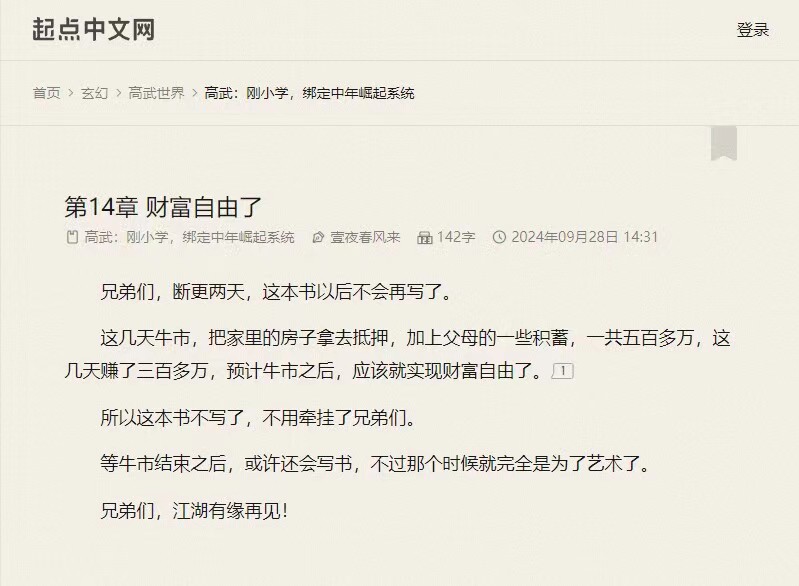 起点中文网
登录
首页 > 玄幻 > 高武世界 > 高武：刚小学，绑定中年崛起系统
第14章 财富自由了
高武：刚小学，绑定中年崛起系统 壹夜春风来 142字 2024年09月28日 14:31
兄弟们，断更两天，这本书以后不会再写了。
这几天牛市，把家里的房子拿去抵押，加上父母的一些积蓄，一共五百多万，这
几天赚了三百多万，预计牛市之后，应该就实现财富自由了。 1
所以这本书不写了，不用牵挂了兄弟们。
等牛市结束之后，或许还会写书，不过那个时候就完全是为了艺术了。
兄弟们，江湖有缘再见！